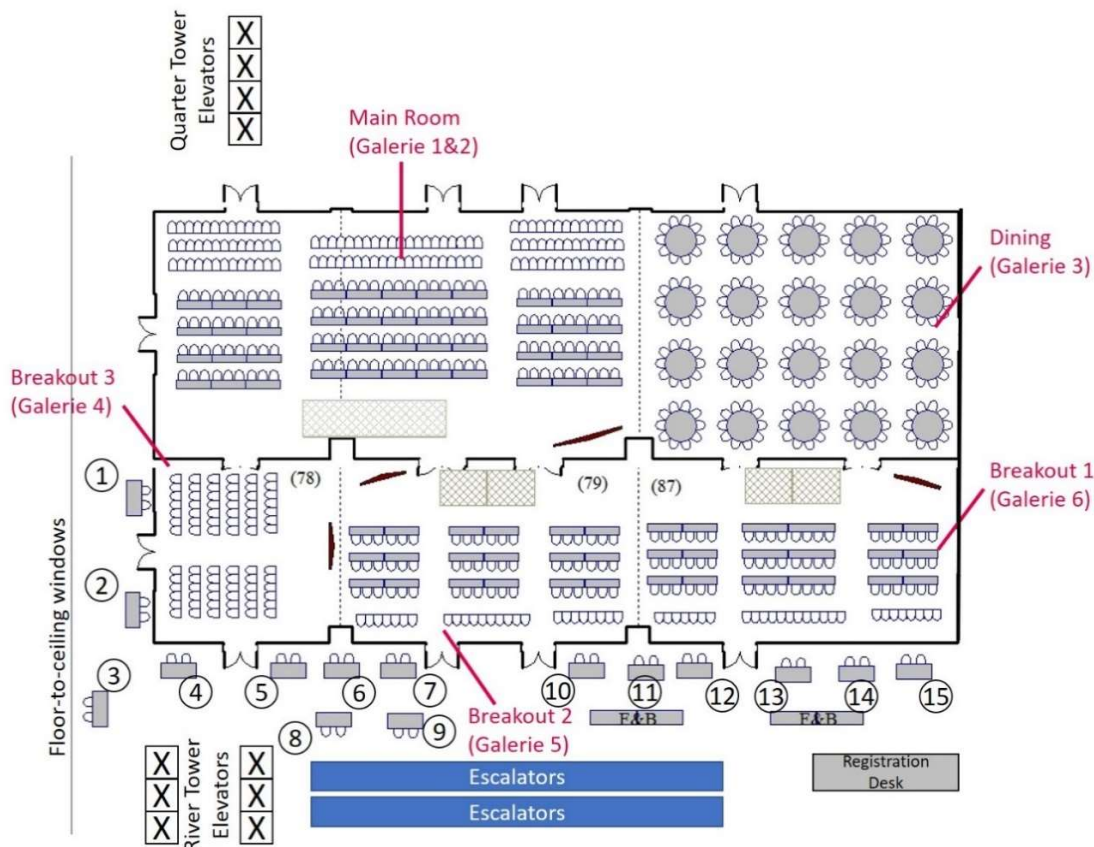 Quarter Tower
Elevators
X
X
X
X
Main Room
(Galerie 1&2)
Dining
(Galerie 3)
Breakout 3
(Galerie 4)
Breakout 1
(Galerie 6)
(78)
(79)
(87)
Floor-to-ceiling windows
1
2
3
4
5
6
7
10
11
12
13
14
15
8
9
Breakout 2
(Galerie 5)
F&B
F&B
River Tower
Elevators
X
X
X
X
X
X
Escalators
Escalators
Registration
Desk